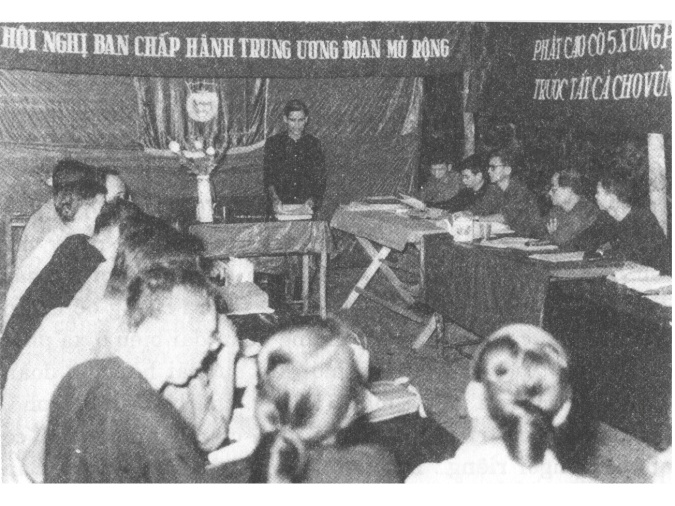 HỘI NGHỊ BAN CHẤP HÀNH TRUNG ƯƠNG ĐOÀN MỞ RỘNG
PHẤT CAO CỜ 5 XUNG P
TRƯỚC TẤT CẢ CHO VÙN